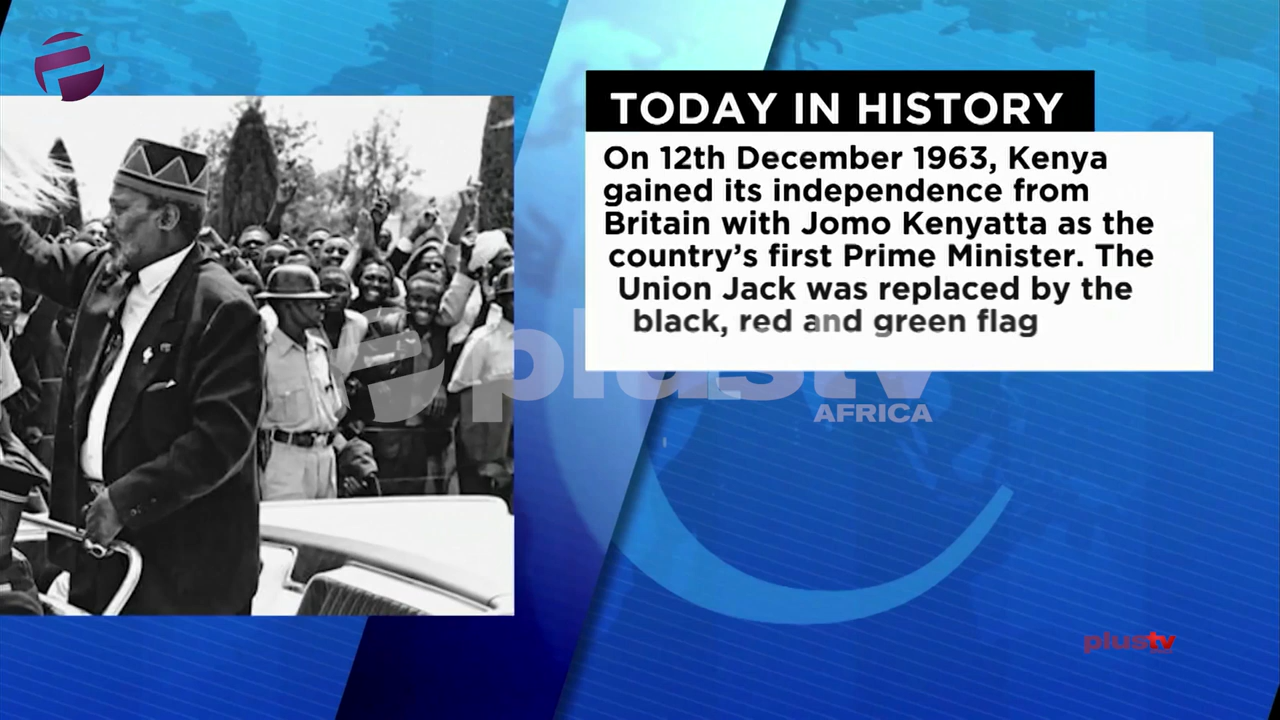 TODAY IN HISTORY
On 12th December 1963, Kenya
gained its independence from
Britain with Jomo Kenyatta as the
country’s first Prime Minister. The
Union Jack was replaced by the
black, red and green flag
plustv
AFRICA
plustv